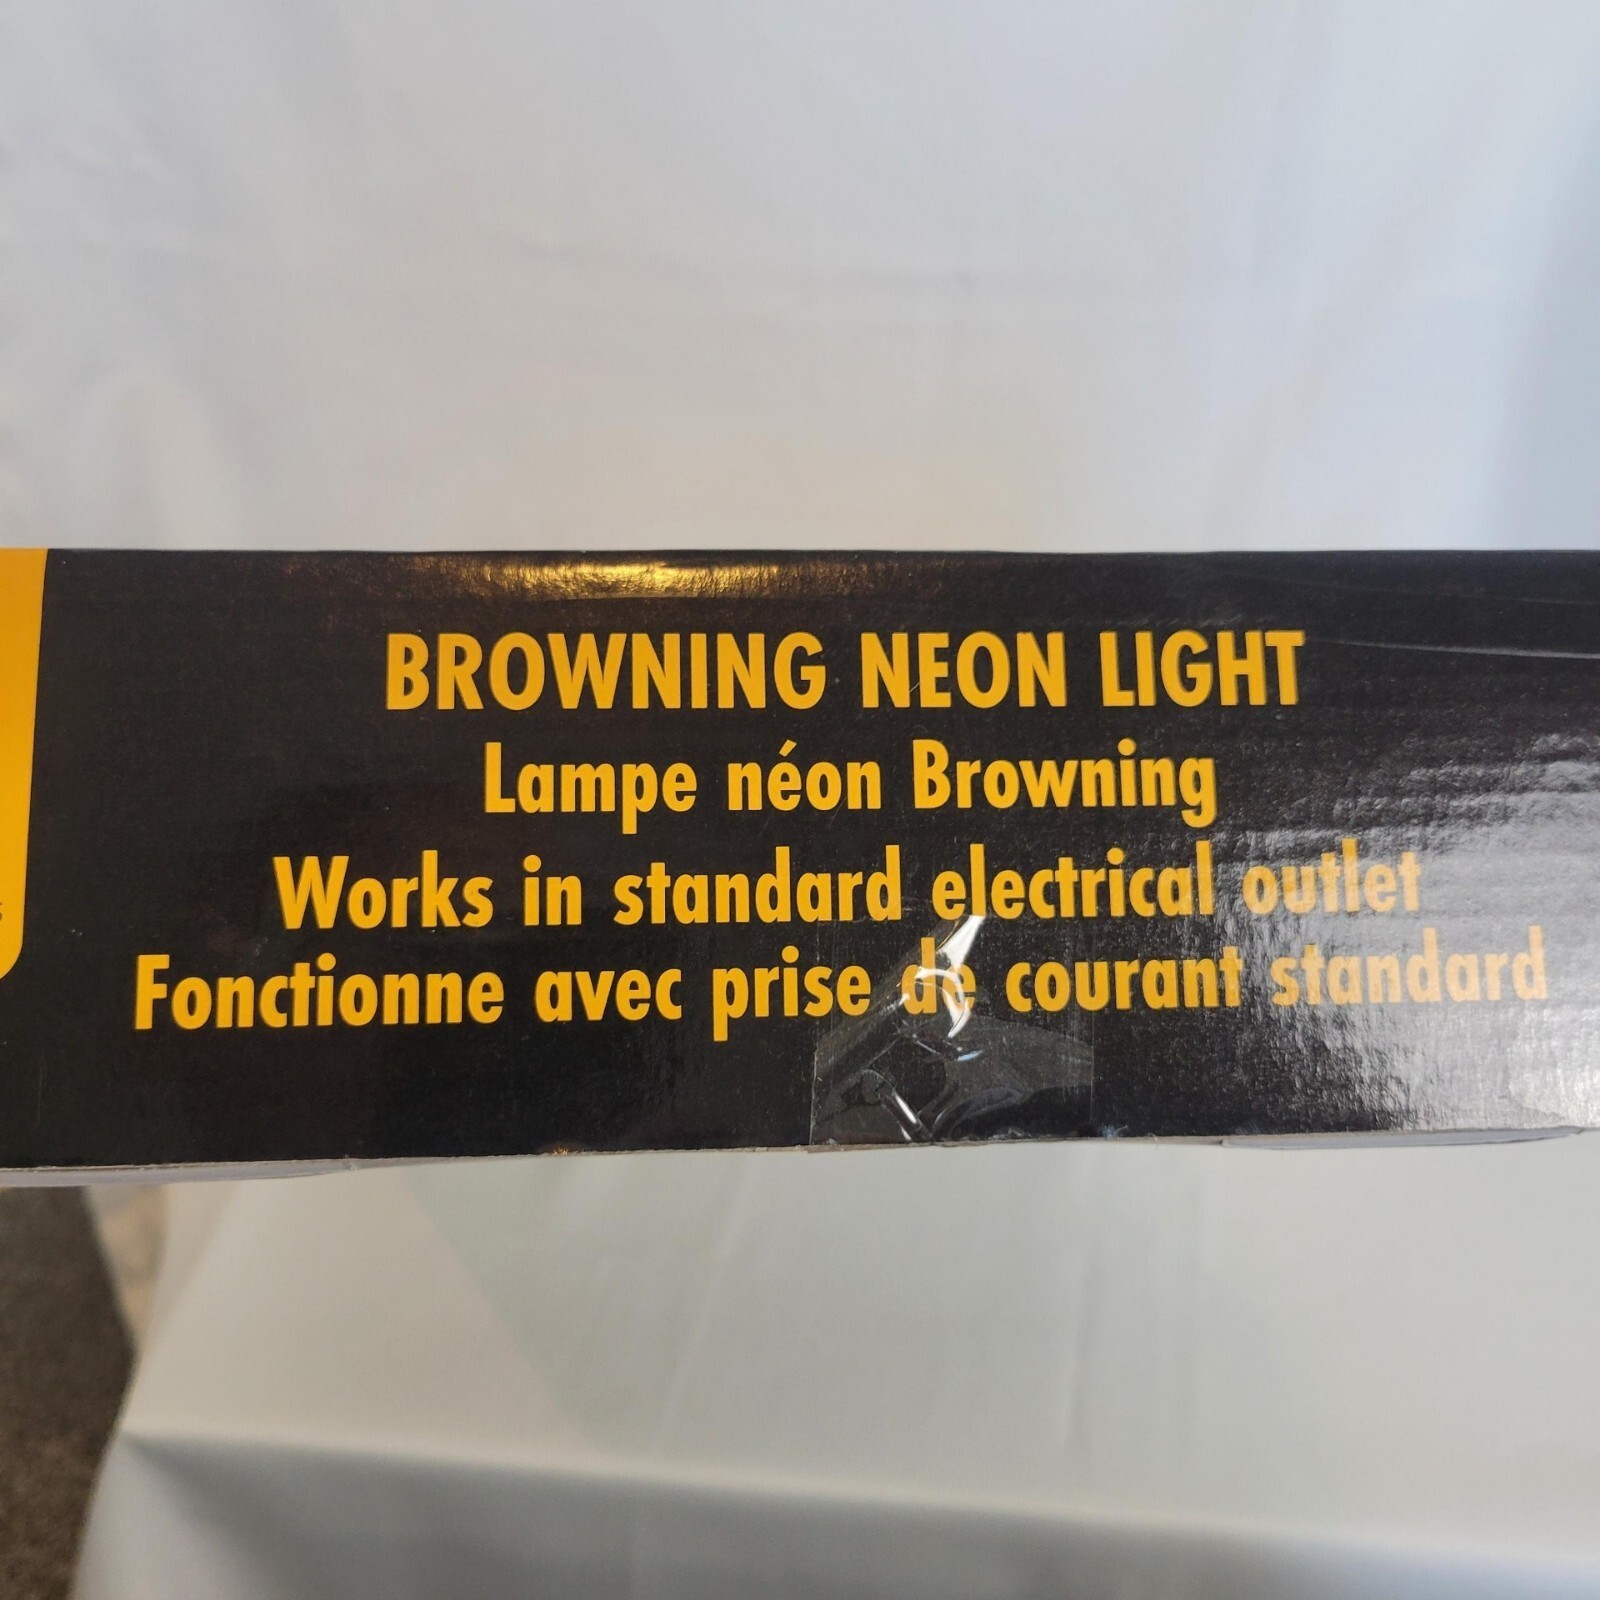 BROWNING NEON LIGHT
Lampe néon Browning
Works in standard electrical outlet
Fonctionne avec prise de courant standard